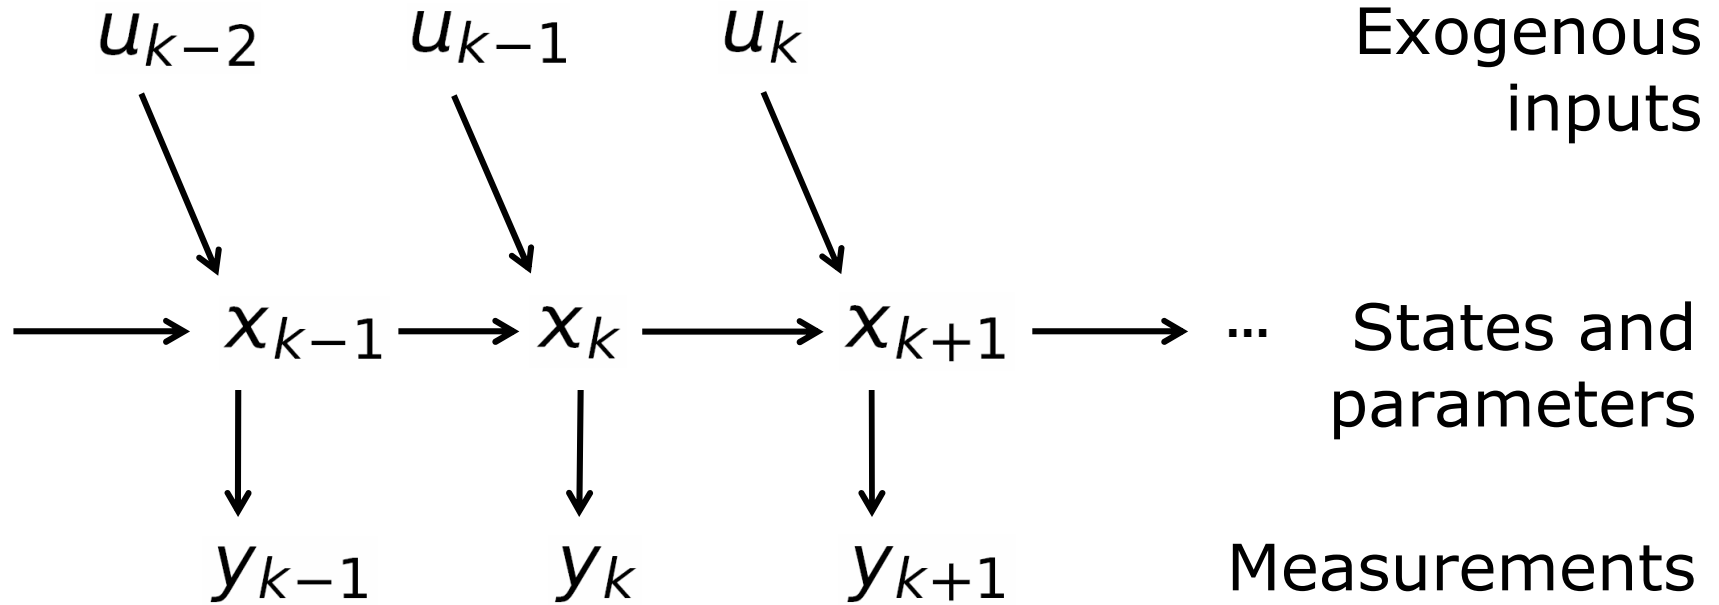 u_{k−2} u_{k−1} u_k Exogenous
inputs
x_{k−1} x_k x_{k+1} ... States and
parameters
y_{k−1} y_k y_{k+1} Measurements